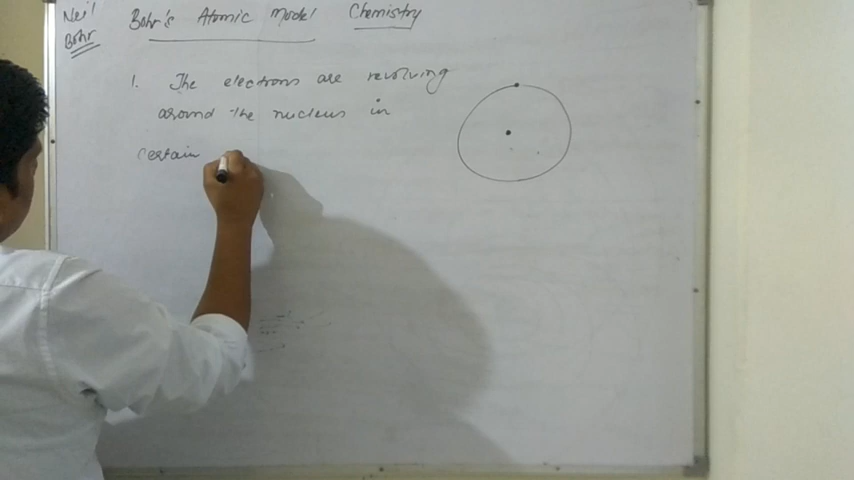 Neil
Bohr
Bohr's Atomic Model Chemistry
1. The electrons are revolving
around the nucleus in
certain